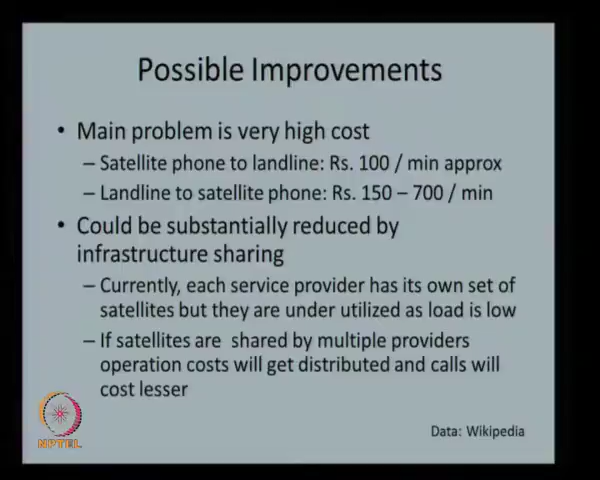 Possible Improvements
• Main problem is very high cost
– Satellite phone to landline: Rs. 100 / min approx
– Landline to satellite phone: Rs. 150 – 700 / min
• Could be substantially reduced by
infrastructure sharing
– Currently, each service provider has its own set of
satellites but they are under utilized as load is low
– If satellites are shared by multiple providers
operation costs will get distributed and calls will
cost lesser
NPTEL
Data: Wikipedia